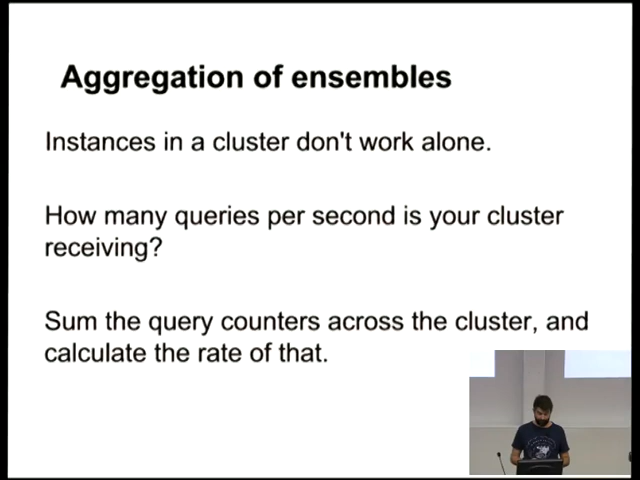 Aggregation of ensembles
Instances in a cluster don't work alone.
How many queries per second is your cluster
receiving?
Sum the query counters across the cluster, and
calculate the rate of that.